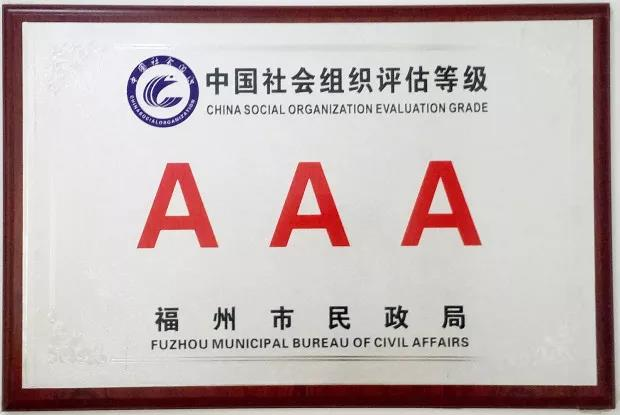 中国社会组织评估等级
CHINA SOCIAL ORGANIZATION EVALUATION GRADE
CHINASOCIALORGANIZATION
A A A
福州市民政局
FUZHOU MUNICIPAL BUREAU OF CIVIL AFFAIRS